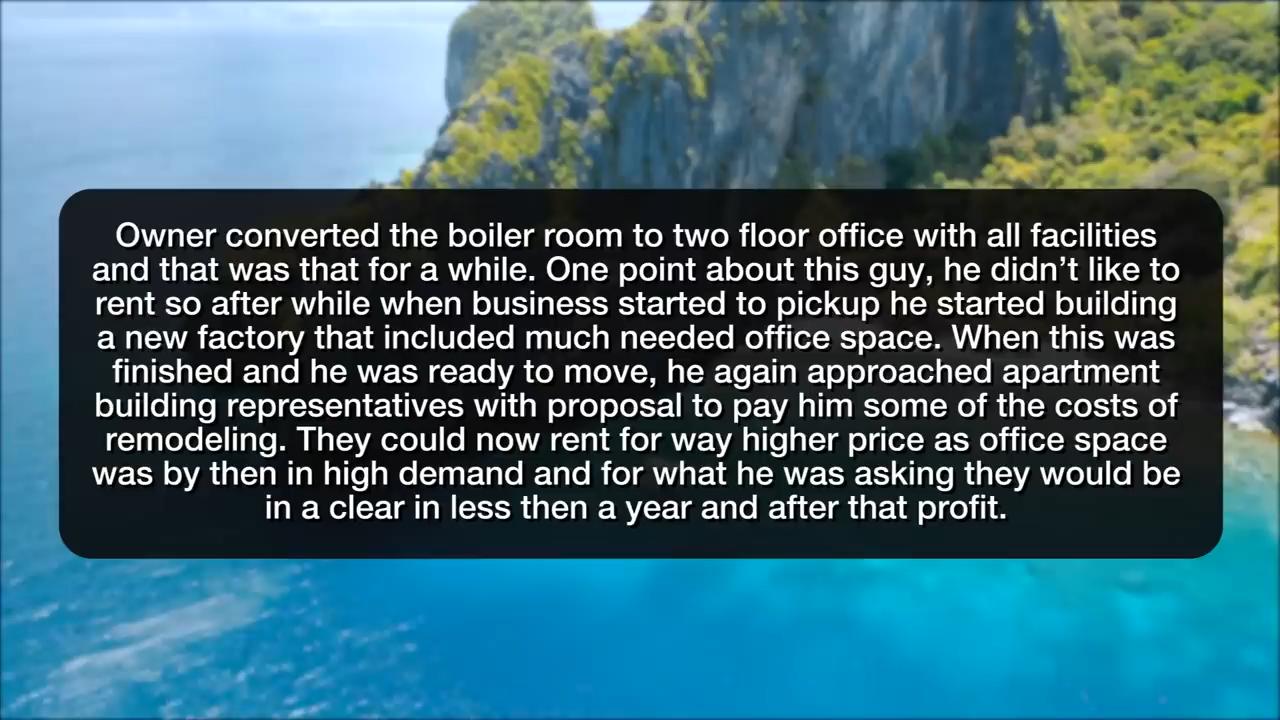 Owner converted the boiler room to two floor office with all facilities
and that was that for a while. One point about this guy, he didn’t like to
rent so after while when business started to pickup he started building
a new factory that included much needed office space. When this was
finished and he was ready to move, he again approached apartment
building representatives with proposal to pay him some of the costs of
remodeling. They could now rent for way higher price as office space
was by then in high demand and for what he was asking they would be
in a clear in less then a year and after that profit.